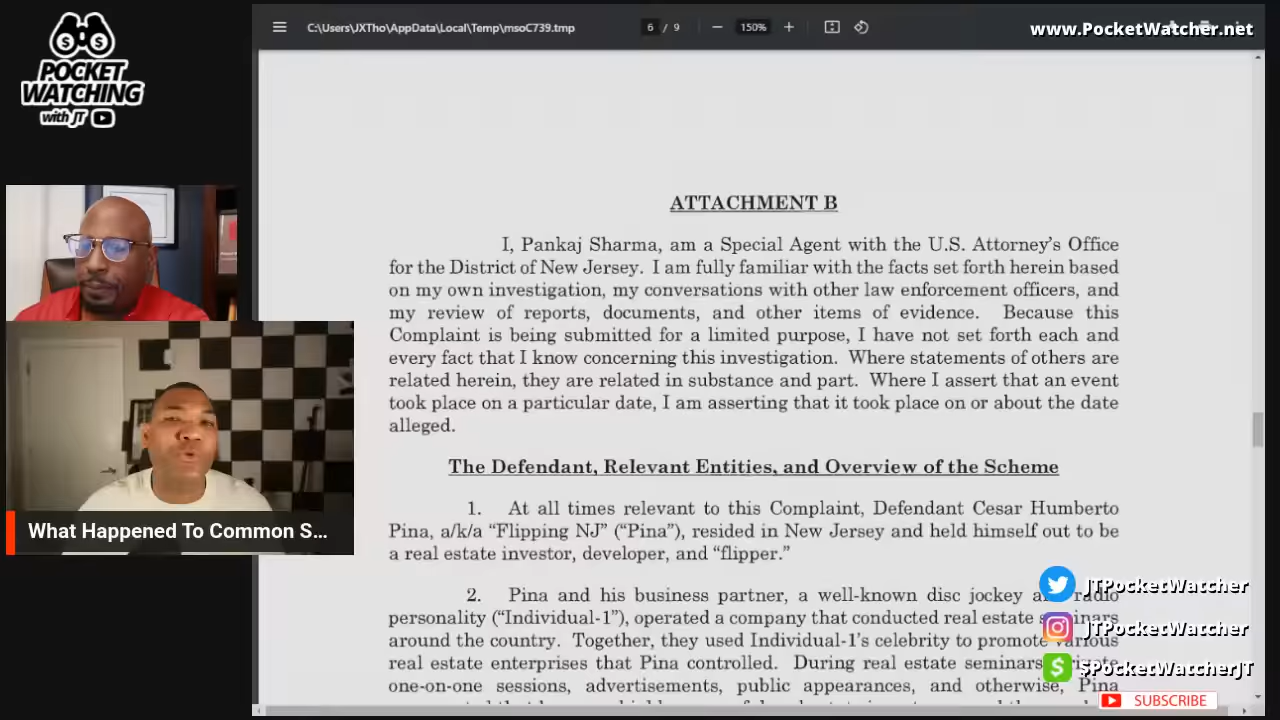 C:\Users\JXTho\AppData\Local\Temp\msoC739.tmp
6 / 9
150%
www.PocketWatcher.net
POCKET
WATCHING
with JT
ATTACHMENT B
I, Pankaj Sharma, am a Special Agent with the U.S. Attorney's Office
for the District of New Jersey. I am fully familiar with the facts set forth herein based
on my own investigation, my conversations with other law enforcement officers, and
my review of reports, documents, and other items of evidence. Because this
Complaint is being submitted for a limited purpose, I have not set forth each and
every fact that I know concerning this investigation. Where statements of others are
related herein, they are related in substance and part. Where I assert that an event
took place on a particular date, I am asserting that it took place on or about the date
alleged.
The Defendant, Relevant Entities, and Overview of the Scheme
1. At all times relevant to this Complaint, Defendant Cesar Humberto
Pina, a/k/a “Flipping NJ” (“Pina”), resided in New Jersey and held himself out to be
a real estate investor, developer, and “flipper.”
2. Pina and his business partner, a well-known disc jockey radio
personality (“Individual-1”), operated a company that conducted real estate
around the country. Together, they used Individual-1's celebrity to promote various
real estate enterprises that Pina controlled. During real estate seminars
one-on-one sessions, advertisements, public appearances, and otherwise, Pina
What Happened To Common S...
JTPocketWatcher
JTPocketWatcher
$PocketWatcherJT
SUBSCRIBE